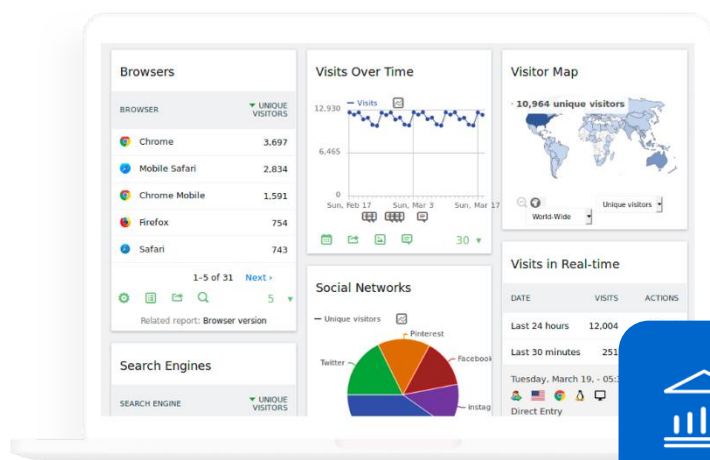 Browsers
BROWSER
UNIQUE
VISITORS
Chrome 3,697
Mobile Safari 2,834
Chrome Mobile 1,591
Firefox 754
Safari 743
1-5 of 31 Next ›
5
Related report: Browser version
Search Engines
SEARCH ENGINE
UNIQUE
VISITORS
Visits Over Time
Visits
12,930
6,465
0
Sun, Feb 17 Sun, Mar 3 Sun, Mar 17
30
Social Networks
Unique visitors
Pinterest
Twitter
Facebook
Instag
Visitor Map
10,964 unique visitors
Unique visitors
World-Wide
Visits in Real-time
DATE VISITS ACTIONS
Last 24 hours 12,004
Last 30 minutes 251
Tuesday, March 19, - 05:
Direct Entry